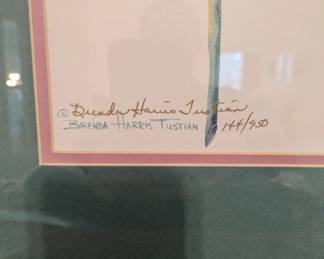 © Brenda Harris Tustian
BRENDA HARRIS TUSTIAN 144/950